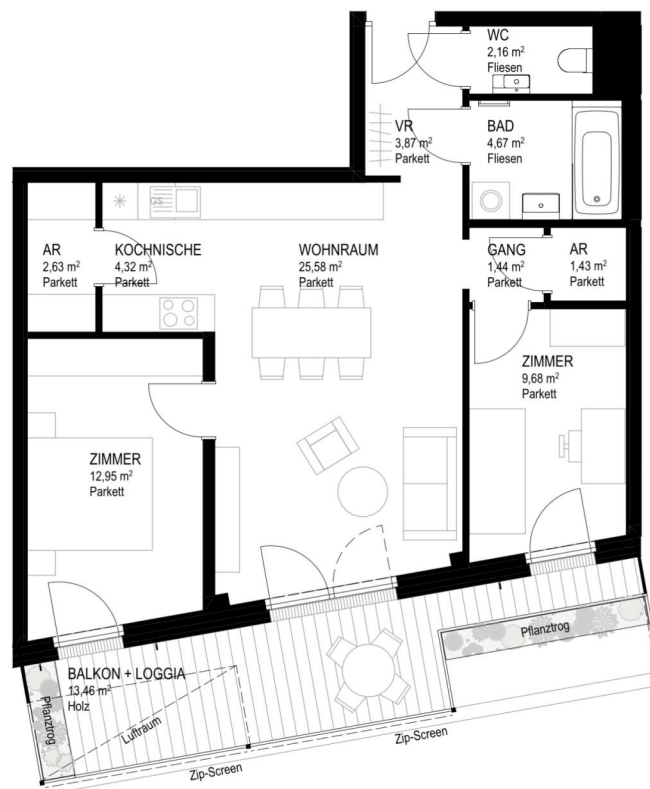 WC
2,16 m²
Fliesen
VR
3,87 m²
Parkett
BAD
4,67 m²
Fliesen
GS
AR
2,63 m²
Parkett
KOCHNISCHE
4,32 m²
Parkett
WOHNRAUM
25,58 m²
Parkett
GANG
1,44 m²
Parkett
AR
1,43 m²
Parkett
ZIMMER
9,68 m²
Parkett
ZIMMER
12,95 m²
Parkett
Pflanztrog
BALKON + LOGGIA
13,46 m²
Holz
Pflanztrog
Luftraum
Zip-Screen
Zip-Screen